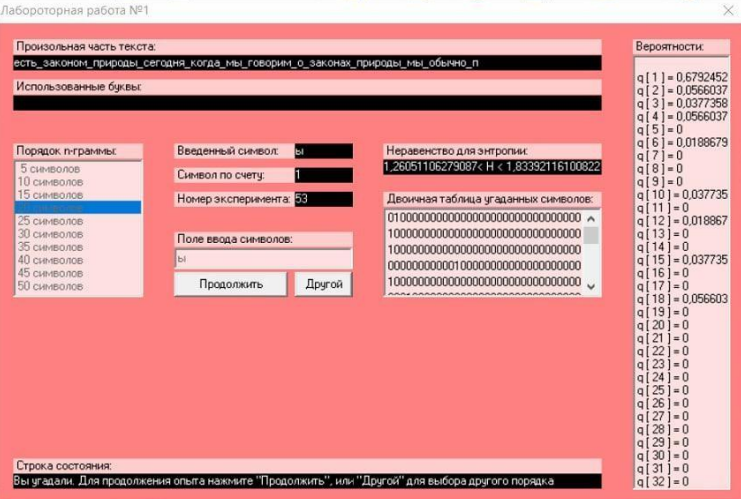 Лабороторная работа №1
Произольная часть текста:
есть_законом_природы_сегодня_когда_мы_говорим_о_законах_природы_мы_обычно_п
Использованные буквы:
Порядок n-граммы:
5 символов
10 символов
15 символов
25 символов
30 символов
35 символов
40 символов
45 символов
50 символов
Введенный символ: ы
Символ по счету: 1
Номер эксперимента: 53
Поле ввода символов:
ы
Продолжить
Другой
Неравенство для энтропии:
1,26051106279087< H < 1,83392116100822
Двоичная таблица угаданных символов:
01000000000000000000000000000000
10000000000000000000000000000000
10000000000000000000000000000000
00000000000100000000000000000000
10000000000000000000000000000000
Вероятности:
q[ 1 ] = 0,6792452
q[ 2 ] = 0,0566037
q[ 3 ] = 0,0377358
q[ 4 ] = 0,0566037
q[ 5 ] = 0
q[ 6 ] = 0,0188679
q[ 7 ] = 0
q[ 8 ] = 0
q[ 9 ] = 0
q[ 10 ] = 0,037735
q[ 11 ] = 0
q[ 12 ] = 0,018867
q[ 13 ] = 0
q[ 14 ] = 0
q[ 15 ] = 0,037735
q[ 16 ] = 0
q[ 17 ] = 0
q[ 18 ] = 0,056603
q[ 19 ] = 0
q[ 20 ] = 0
q[ 21 ] = 0
q[ 22 ] = 0
q[ 23 ] = 0
q[ 24 ] = 0
q[ 25 ] = 0
q[ 26 ] = 0
q[ 27 ] = 0
q[ 28 ] = 0
q[ 29 ] = 0
q[ 30 ] = 0
q[ 31 ] = 0
q[ 32 ] = 0
Строка состояния:
Вы угадали. Для продолжения опыта нажмите "Продолжить", или "Другой" для выбора другого порядка